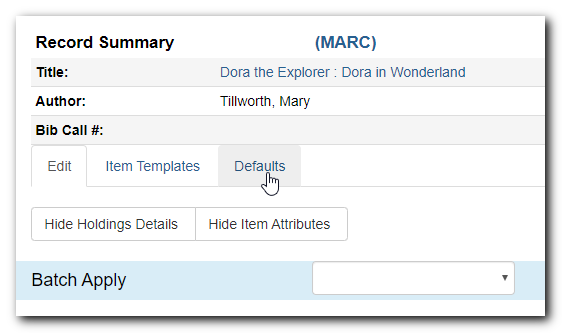 Record Summary (MARC)
Title: Dora the Explorer : Dora in Wonderland
Author: Tillworth, Mary
Bib Call #:
Edit Item Templates Defaults
Hide Holdings Details Hide Item Attributes
Batch Apply